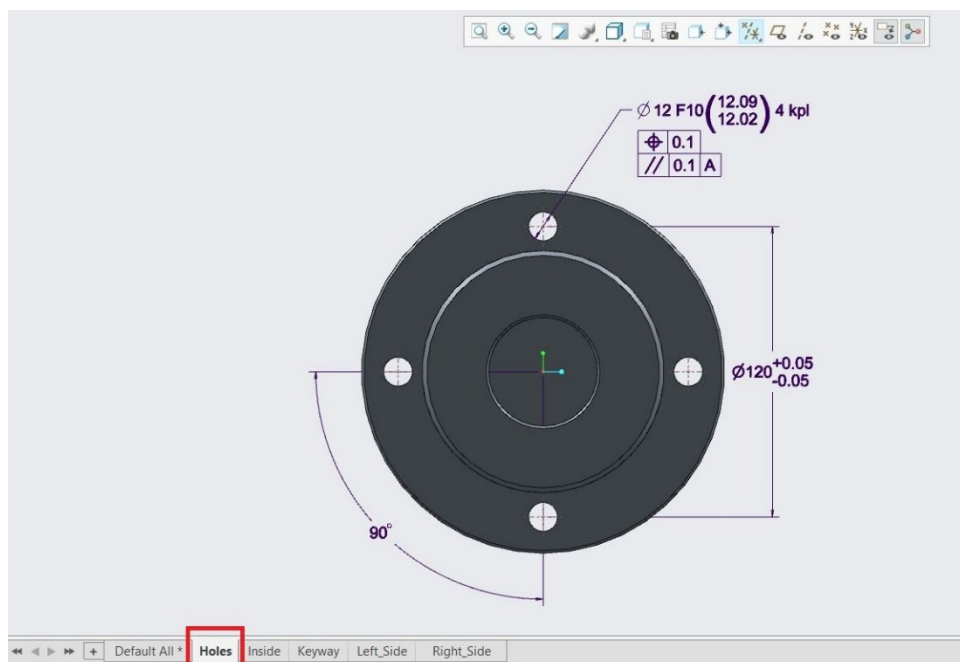 ⌀ 12 F10(12.09
12.02) 4 kpl
⌖ 0.1
// 0.1 A
⌀120 +0.05
-0.05
90°
+ Default All * Holes Inside Keyway Left_Side Right_Side